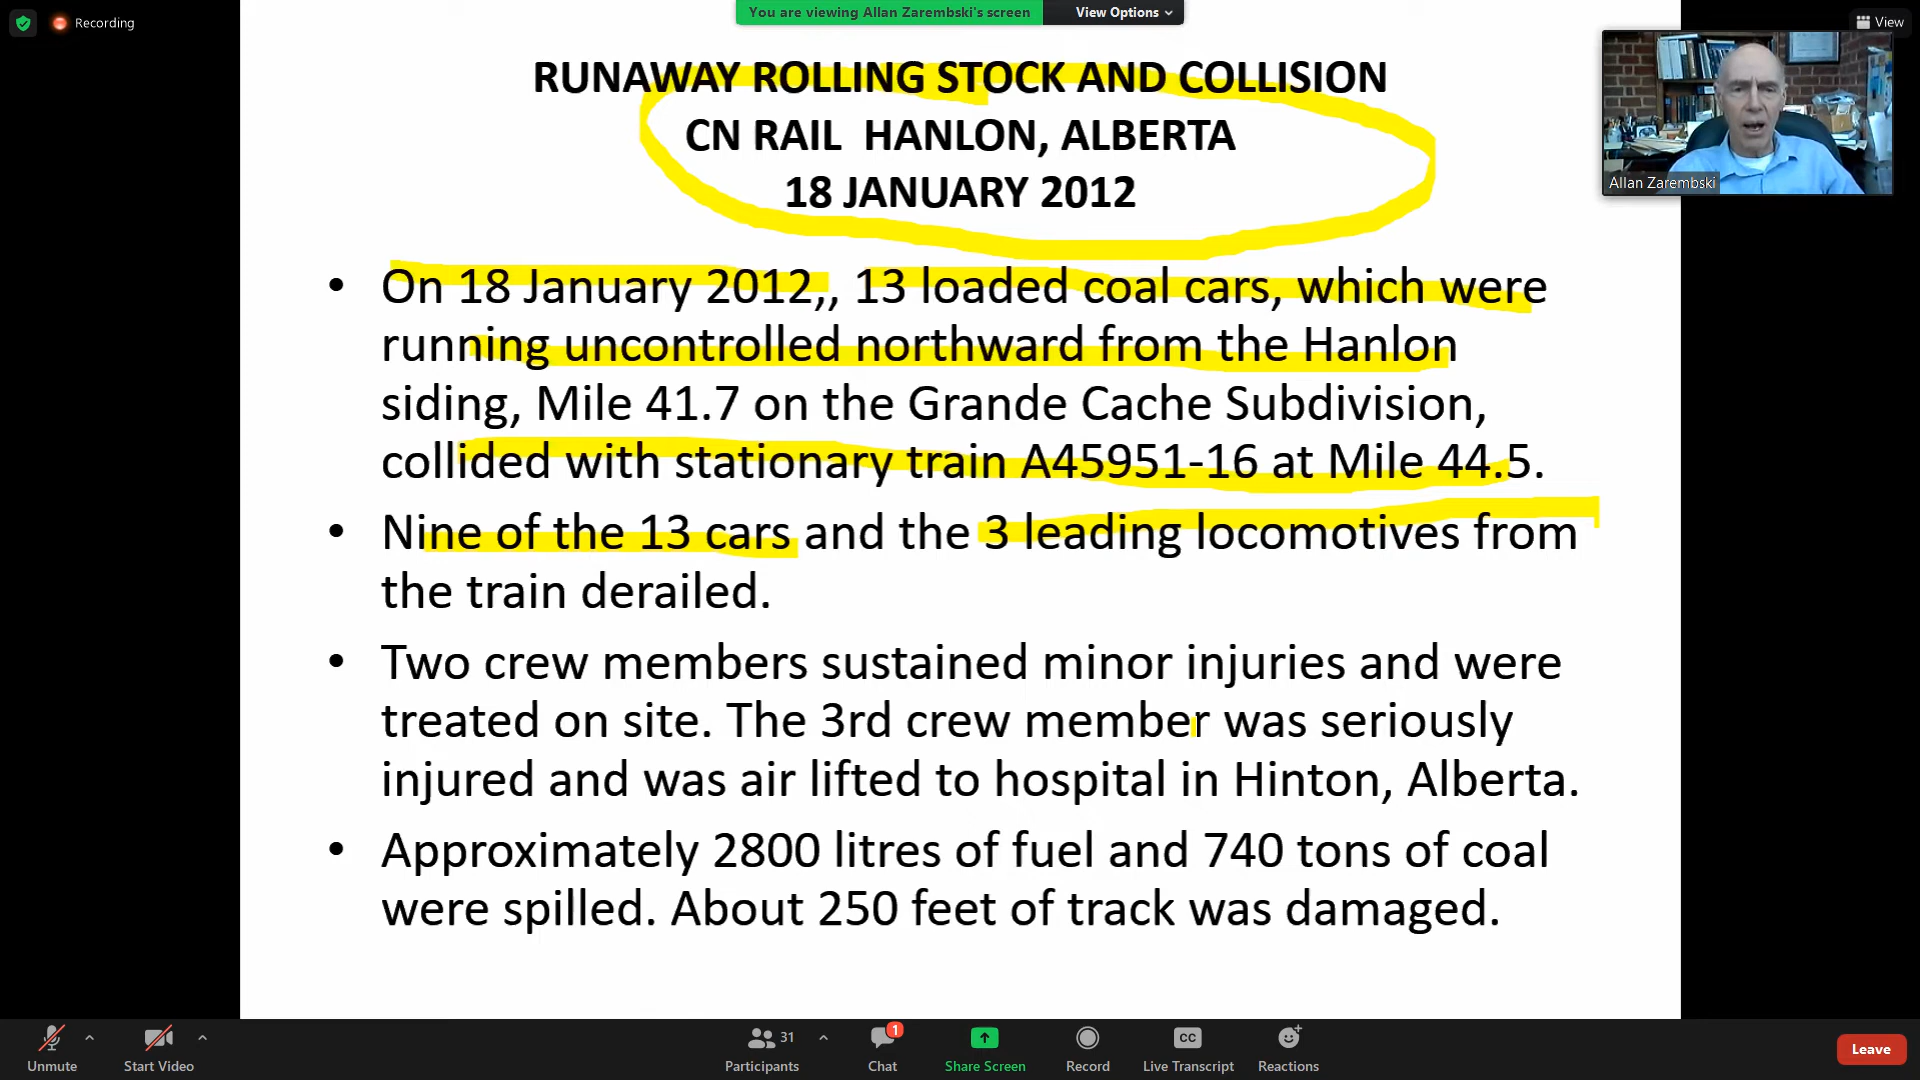 You are viewing Allan Zarembski's screen View Options
Recording
View
RUNAWAY ROLLING STOCK AND COLLISION
CN RAIL HANLON, ALBERTA
18 JANUARY 2012
Allan Zarembski
• On 18 January 2012,, 13 loaded coal cars, which were
running uncontrolled northward from the Hanlon
siding, Mile 41.7 on the Grande Cache Subdivision,
collided with stationary train A45951-16 at Mile 44.5.
• Nine of the 13 cars and the 3 leading locomotives from
the train derailed.
• Two crew members sustained minor injuries and were
treated on site. The 3rd crew member was seriously
injured and was air lifted to hospital in Hinton, Alberta.
• Approximately 2800 litres of fuel and 740 tons of coal
were spilled. About 250 feet of track was damaged.
31
1
CC
Unmute Start Video Participants Chat Share Screen Record Live Transcript Reactions
Leave